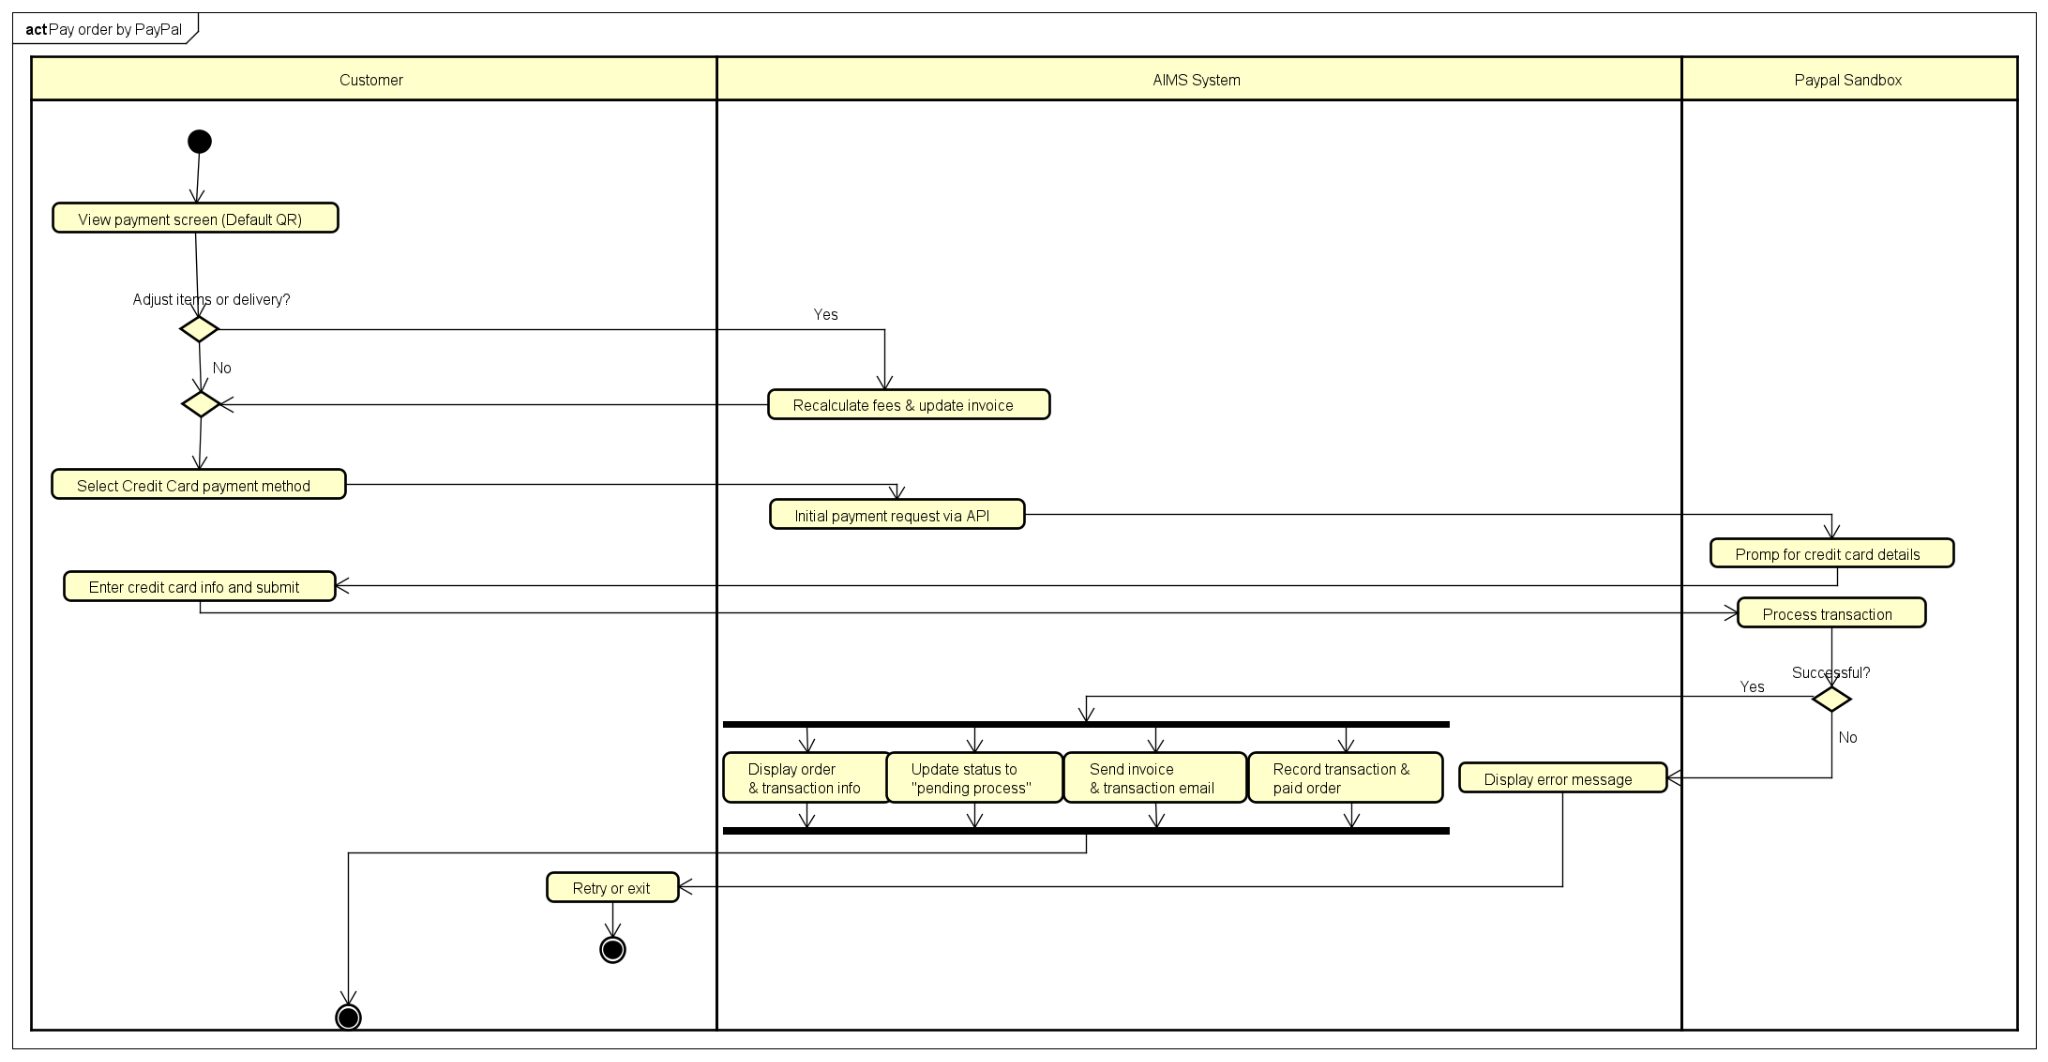 act Pay order by PayPal
Customer
AIMS System
Paypal Sandbox
View payment screen (Default QR)
Adjust items or delivery?
Yes
No
Recalculate fees & update invoice
Select Credit Card payment method
Initial payment request via API
Promp for credit card details
Enter credit card info and submit
Process transaction
Successful?
Yes
No
Display order
& transaction info
Update status to
"pending process"
Send invoice
& transaction email
Record transaction &
paid order
Display error message
Retry or exit